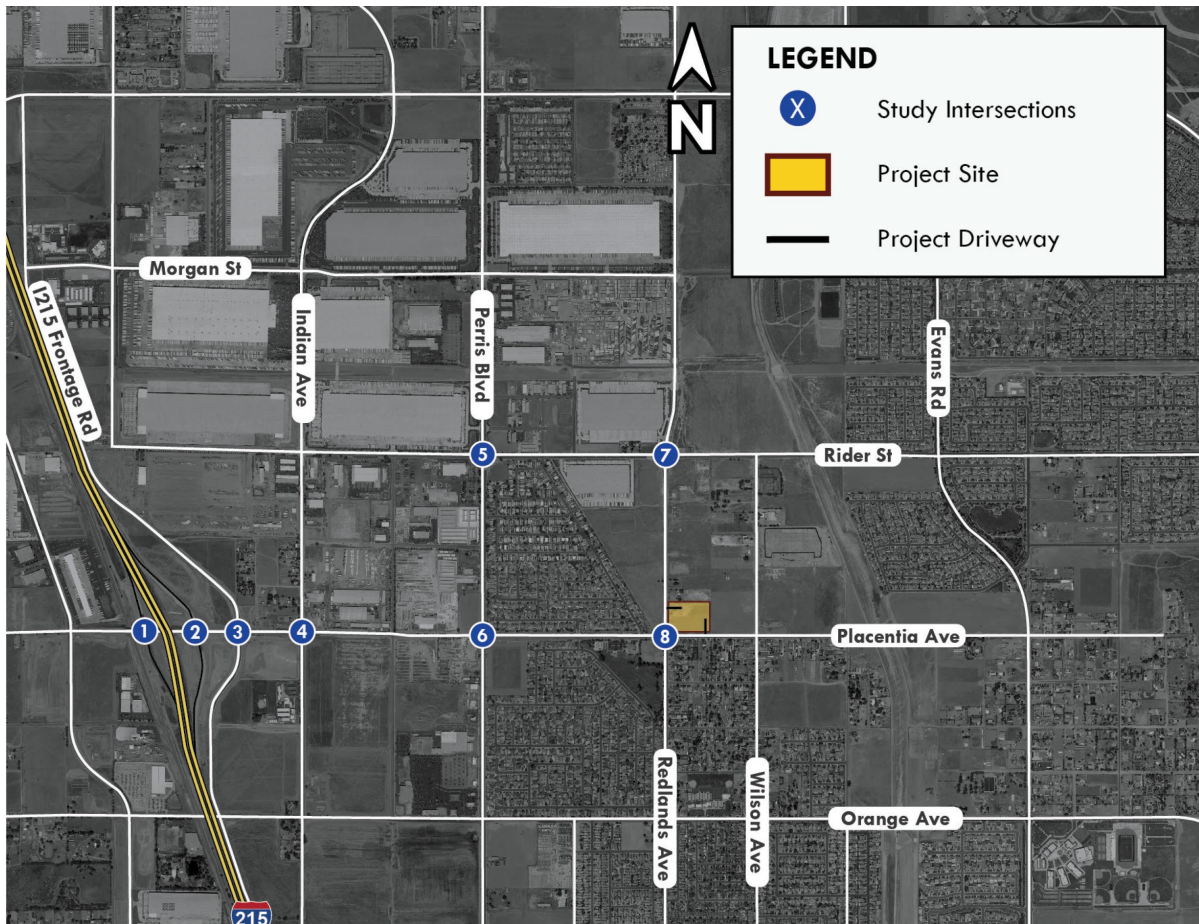 LEGEND
X
Study Intersections
N
Project Site
Project Driveway
Morgan St
I215 Frontage Rd
Indian Ave
Perris Blvd
Evans Rd
5
7
Rider St
1
2
3
4
6
8
Placentia Ave
Redlands Ave
Wilson Ave
Orange Ave
215